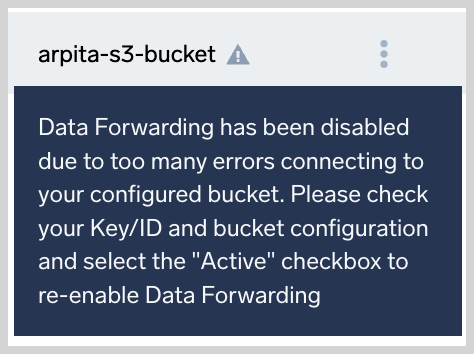 arpita-s3-bucket
Data Forwarding has been disabled
due to too many errors connecting to
your configured bucket. Please check
your Key/ID and bucket configuration
and select the "Active" checkbox to
re-enable Data Forwarding